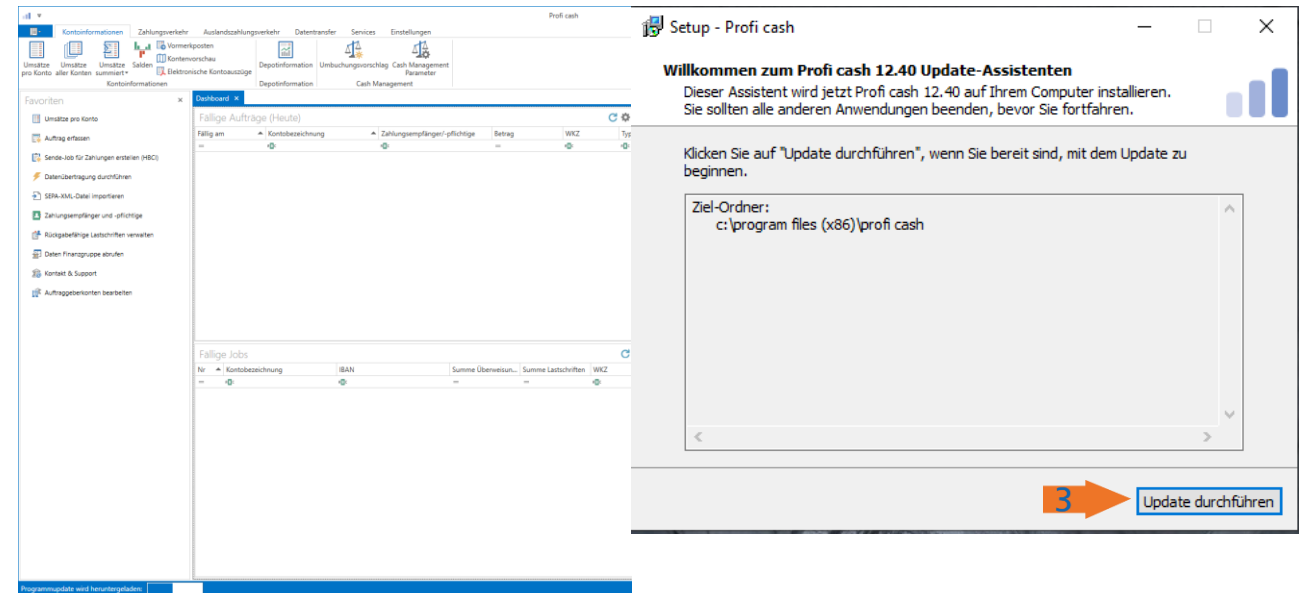 Profi cash
Kontoinformationen Zahlungsverkehr Auslandszahlungsverkehr Datentransfer Services Einstellungen
Umsätze pro Konto
Umsätze aller Konten
Umsätze summiert
Salden
Vormerkposten
Kontenvorschau
Elektronische Kontoauszüge
Depotinformation
Umbuchungsvorschlag
Cash Management Parameter
Kontoinformationen Depotinformation Cash Management
Favoriten
Umsätze pro Konto
Auftrag erfassen
Sende-Job für Zahlungen erstellen (HBCI)
Datenübertragung durchführen
SEPA-XML-Datei importieren
Zahlungsempfänger und -pflichtige
Rückgabefähige Lastschriften verwalten
Daten Finanzgruppe abrufen
Kontakt & Support
Auftraggeberkonten bearbeiten
Dashboard
Fällige Aufträge (Heute)
Fällig am Kontobezeichnung Zahlungsempfänger/-pflichtige Betrag WKZ Typ
Fällige Jobs
Nr Kontobezeichnung IBAN Summe Überweisun... Summe Lastschriften WKZ
Programmupdate wird heruntergeladen:
Setup - Profi cash
Willkommen zum Profi cash 12.40 Update-Assistenten
Dieser Assistent wird jetzt Profi cash 12.40 auf Ihrem Computer installieren.
Sie sollten alle anderen Anwendungen beenden, bevor Sie fortfahren.
Klicken Sie auf "Update durchführen", wenn Sie bereit sind, mit dem Update zu
beginnen.
Ziel-Ordner:
c:\program files (x86)\profi cash
3
Update durchführen